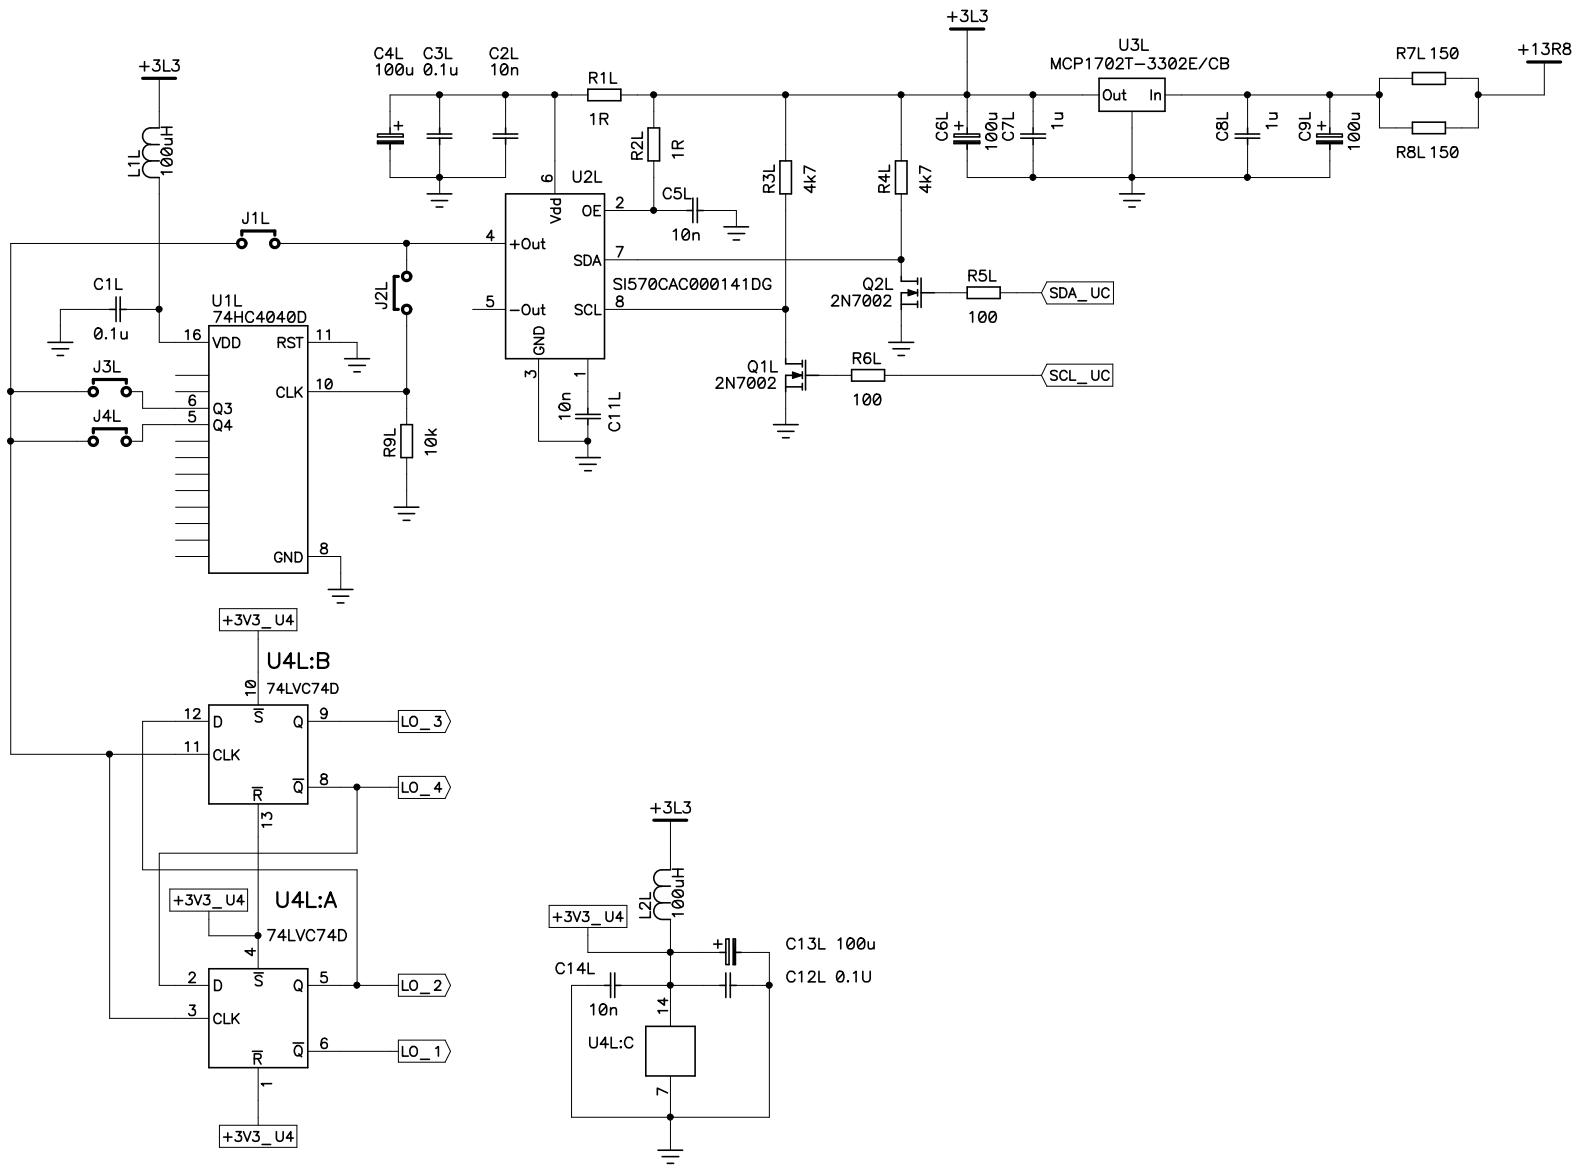 +3L3
L1L
100uH
C4L
100u
C3L
0.1u
C2L
10n
R1L
1R
R2L
1R
+3L3
U3L
MCP1702T-3302E/CB
Out
In
R7L 150
R8L 150
+13R8
C6L
+
100u
C7L
1u
C8L
1u
C9L
+
100u
+
R3L
4k7
R4L
4k7
U2L
6
Vdd
OE
2
C5L
10n
4
+Out
SDA
7
SI570CAC000141DG
5
-Out
SCL
8
GND
3
1
10n
C11L
Q2L
2N7002
R5L
100
SDA_UC
Q1L
2N7002
R6L
100
SCL_UC
J1L
J2L
C1L
0.1u
U1L
74HC4040D
16
VDD
RST
11
J3L
CLK
10
6
Q3
J4L
5
Q4
R9L
10k
GND
8
+3V3_U4
U4L:B
10
74LVC74D
12
D
S
Q
9
LO_3
11
CLK
R
Q
8
LO_4
13
+3V3_U4
U4L:A
74LVC74D
4
2
D
S
Q
5
LO_2
3
CLK
R
Q
6
LO_1
1
+3V3_U4
+3L3
L2L
100uH
+3V3_U4
+
C13L 100u
C14L
10n
C12L 0.1U
14
U4L:C
7